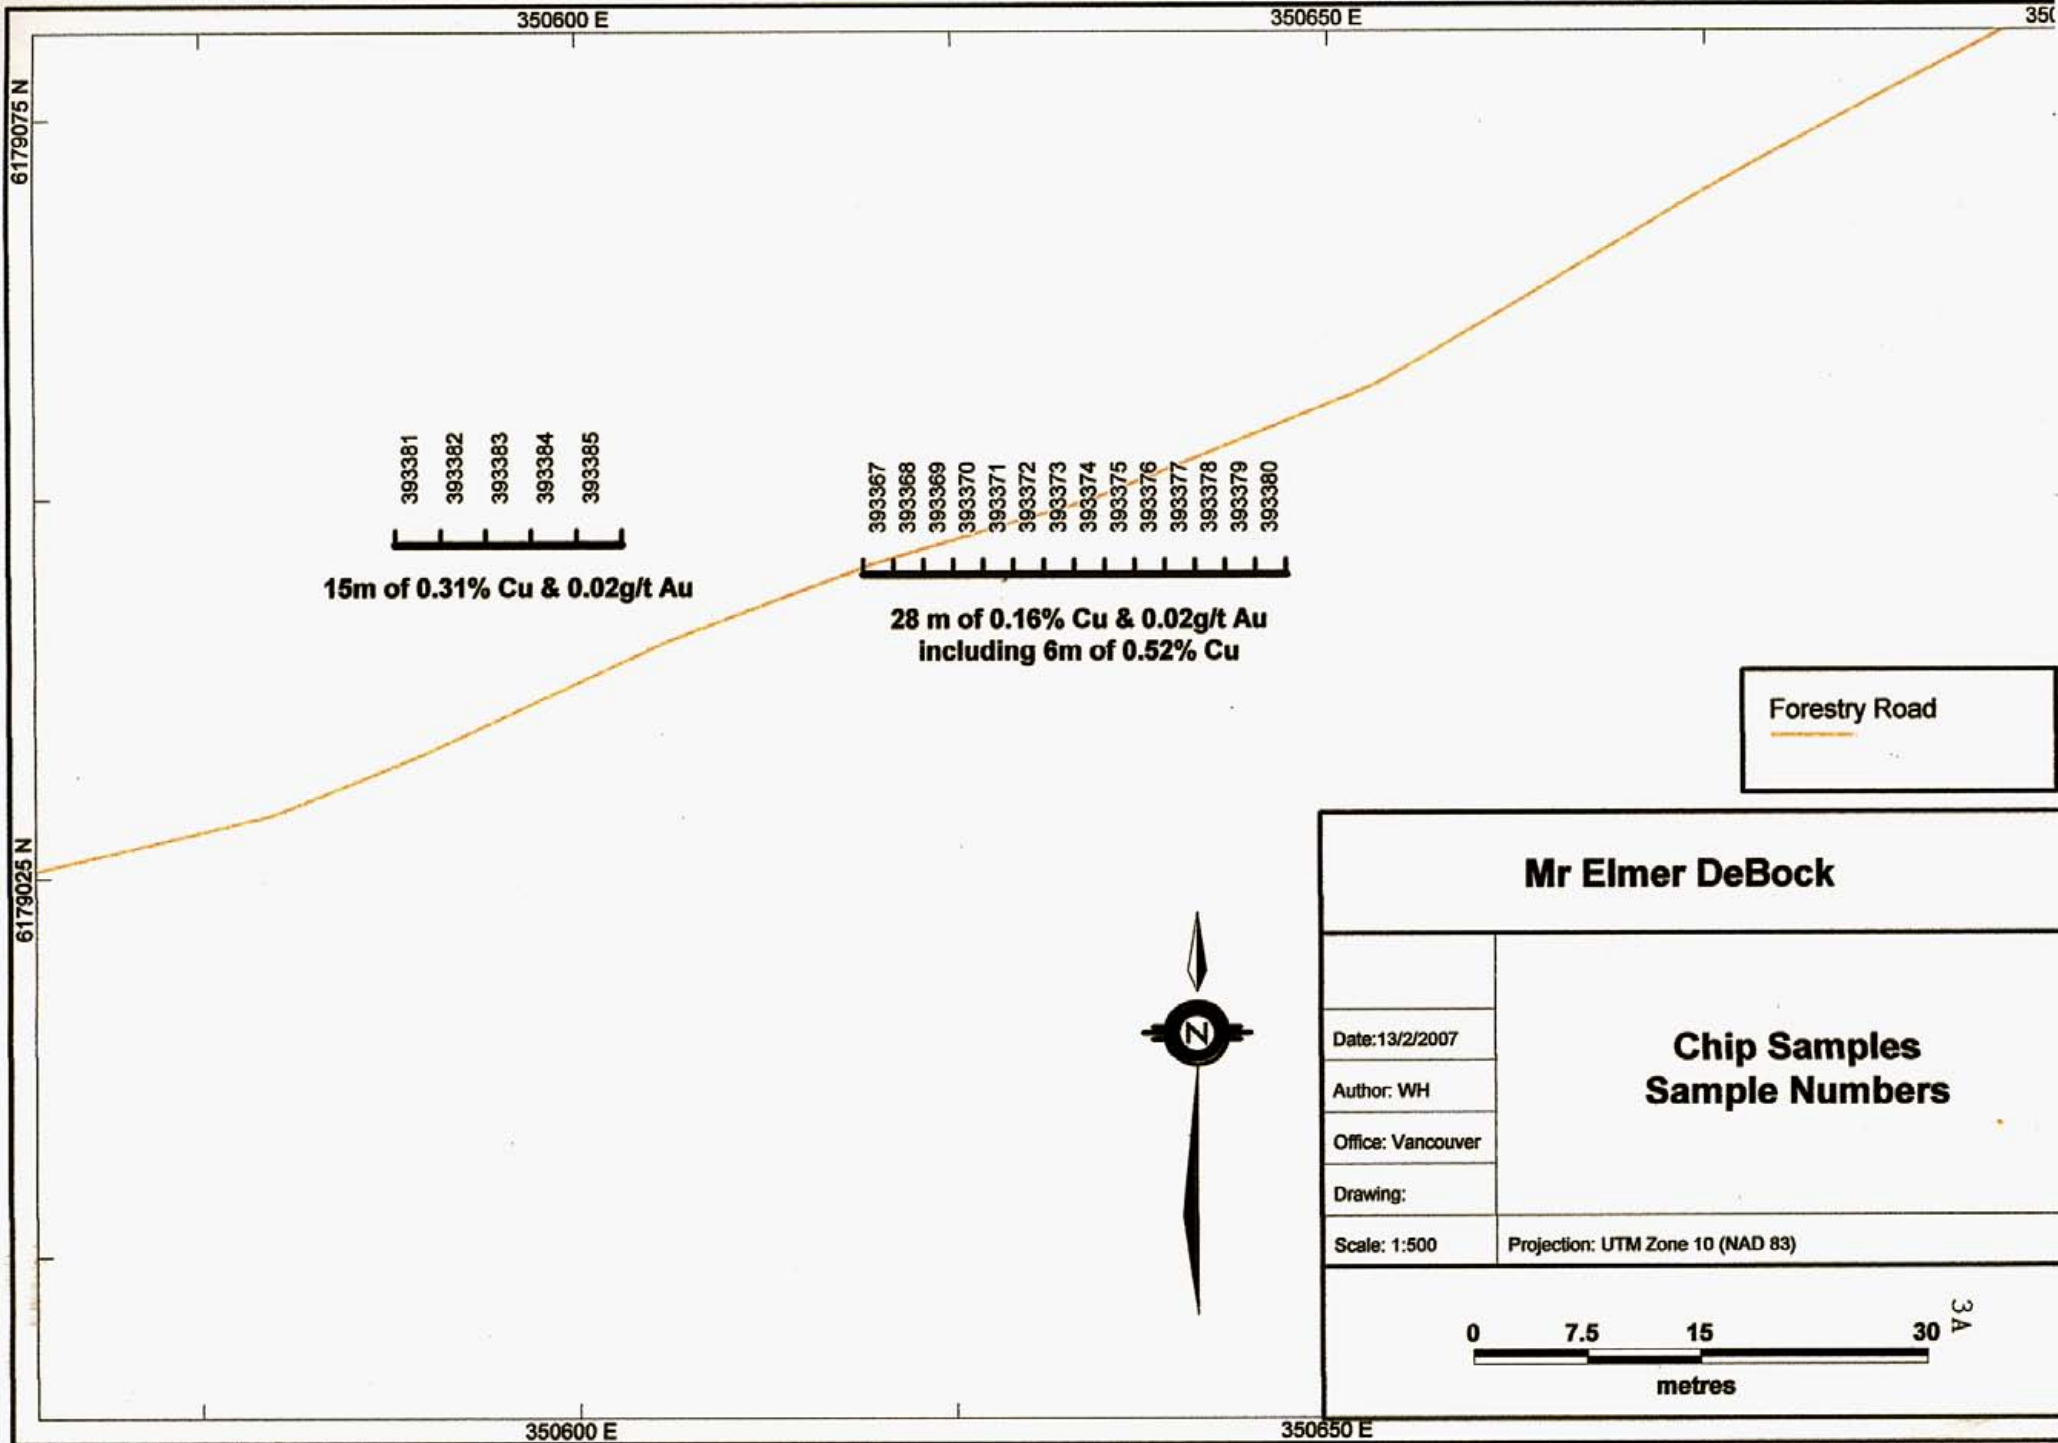 350600 E
350650 E
350
6179075 N
393381
393382
393383
393384
393385
15m of 0.31% Cu & 0.02g/t Au
393367
393368
393369
393370
393371
393372
393373
393374
393375
393376
393377
393378
393379
393380
28 m of 0.16% Cu & 0.02g/t Au
including 6m of 0.52% Cu
Forestry Road
6179025 N
N
Mr Elmer DeBock
Date:13/2/2007
Author: WH
Office: Vancouver
Drawing:
Chip Samples
Sample Numbers
Scale: 1:500
Projection: UTM Zone 10 (NAD 83)
0 7.5 15 30
metres
3A
350600 E
350650 E